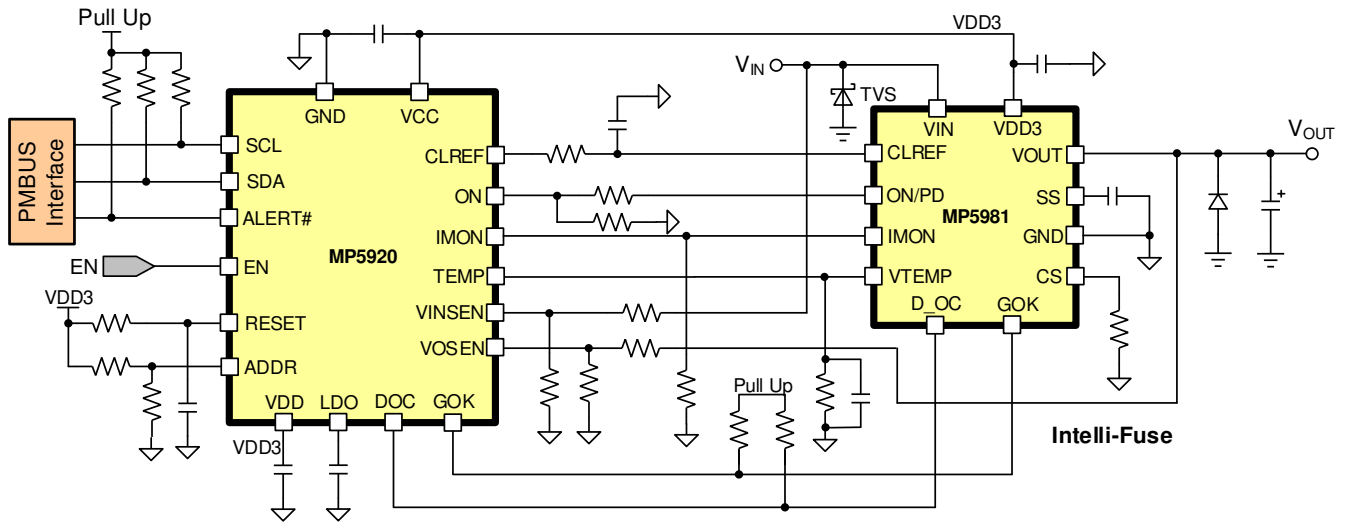 Pull Up
VDD3
VIN
TVS
GND
VCC
VIN
VDD3
PMBUS
Interface
SCL
SDA
ALERT#
EN
EN
VDD3
RESET
ADDR
MP5920
CLREF
ON
IMON
TEMP
VINSEN
VOSEN
VDD
LDO
DOC
GOK
VDD3
CLREF
ON/PD
IMON
VTEMP
MP5981
VOUT
SS
GND
CS
D_OC
GOK
VOUT
+
Pull Up
Intelli-Fuse